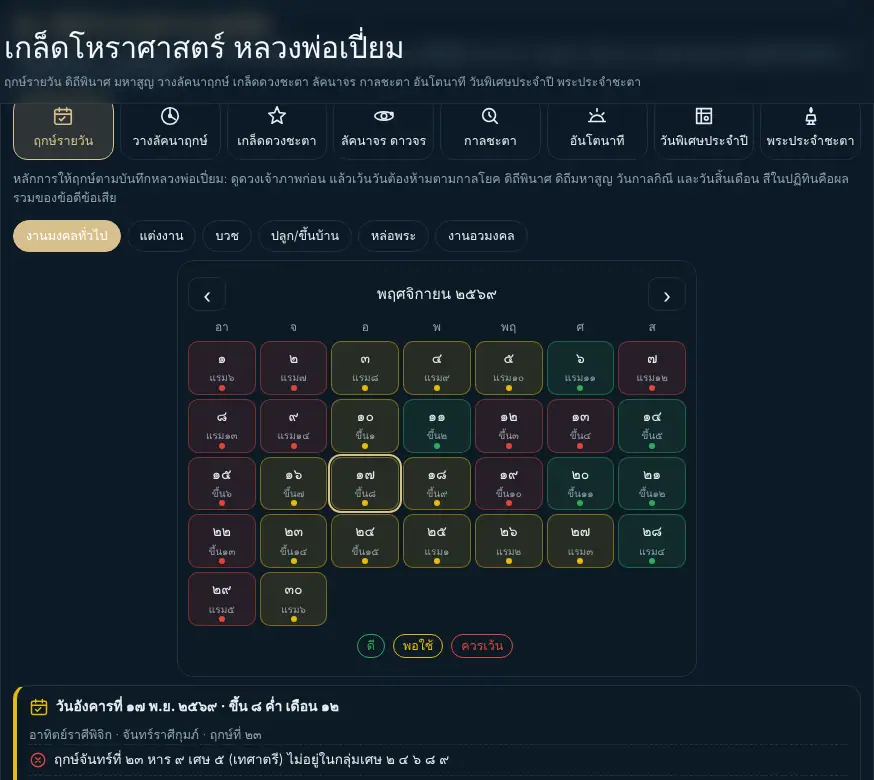 เกล็ดโหราศาสตร์ หลวงพ่อเปี่ยม
ฤกษ์รายวัน ดิถีพินาศ มหาสูญ วางลัคนาฤกษ์ เกล็ดดวงชะตา ลัคนาจร กาลชะตา อันโตนาที วันพิเศษประจำปี พระประจำชะตา
ฤกษ์รายวัน วางลัคนาฤกษ์ เกล็ดดวงชะตา ลัคนาจร ดาวจร กาลชะตา อันโตนาที วันพิเศษประจำปี พระประจำชะตา
หลักการให้ฤกษ์ตามบันทึกหลวงพ่อเปี่ยม: ดูดวงเจ้าภาพก่อน แล้วเว้นวันต้องห้ามตามกาลโยค ดิถีพินาศ ดิถีมหาสูญ วันกาลกิณี และวันสิ้นเดือน สีในปฏิทินคือผล
รวมของข้อดีข้อเสีย
งานมงคลทั่วไป แต่งงาน บวช ปลูก/ขึ้นบ้าน หล่อพระ งานอวมงคล
‹ พฤศจิกายน ๒๕๖๙ ›
อา จ อ พ พฤ ศ ส
๑ ๒ ๓ ๔ ๕ ๖ ๗
แรม๖ แรม๗ แรม๘ แรม๙ แรม๑๐ แรม๑๑ แรม๑๒
๘ ๙ ๑๐ ๑๑ ๑๒ ๑๓ ๑๔
แรม๑๓ แรม๑๔ ขึ้น๑ ขึ้น๒ ขึ้น๓ ขึ้น๔ ขึ้น๕
๑๕ ๑๖ ๑๗ ๑๘ ๑๙ ๒๐ ๒๑
ขึ้น๖ ขึ้น๗ ขึ้น๘ ขึ้น๙ ขึ้น๑๐ ขึ้น๑๑ ขึ้น๑๒
๒๒ ๒๓ ๒๔ ๒๕ ๒๖ ๒๗ ๒๘
ขึ้น๑๓ ขึ้น๑๔ ขึ้น๑๕ แรม๑ แรม๒ แรม๓ แรม๔
๒๙ ๓๐
แรม๕ แรม๖
ดี พอใช้ ควรเว้น
วันอังคารที่ ๑๗ พ.ย. ๒๕๖๙ · ขึ้น ๘ ค่ำ เดือน ๑๒
อาทิตย์ราศีพิจิก · จันทร์ราศีกุมภ์ · ฤกษ์ที่ ๒๓
ฤกษ์จันทร์ที่ ๒๓ หาร ๙ เศษ ๕ (เทศาตรี) ไม่อยู่ในกลุ่มเศษ ๒ ๔ ๖ ๘ ๙